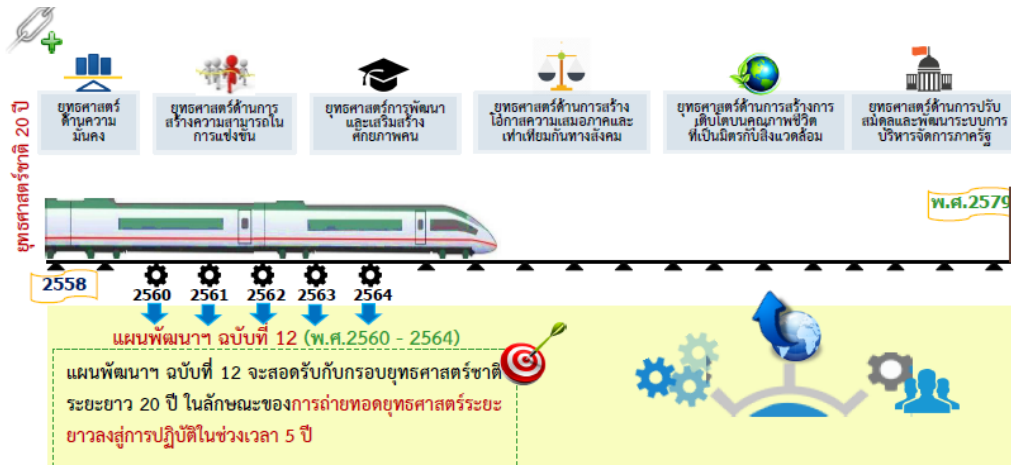 ยุทธศาสตร์ชาติ 20 ปี
ยุทธศาสตร์
ด้านความ
มั่นคง
ยุทธศาสตร์ด้านการ
สร้างความสามารถใน
การแข่งขัน
ยุทธศาสตร์การพัฒนา
และเสริมสร้าง
ศักยภาพคน
ยุทธศาสตร์ด้านการสร้าง
โอกาสความเสมอภาคและ
เท่าเทียมกันทางสังคม
ยุทธศาสตร์ด้านการสร้างการ
เติบโตบนคุณภาพชีวิต
ที่เป็นมิตรกับสิ่งแวดล้อม
ยุทธศาสตร์ด้านการปรับ
สมดุลและพัฒนาระบบการ
บริหารจัดการภาครัฐ
พ.ศ.2579
2558
2560 2561 2562 2563 2564
แผนพัฒนาฯ ฉบับที่ 12 (พ.ศ.2560 - 2564)
แผนพัฒนาฯ ฉบับที่ 12 จะสอดรับกับกรอบยุทธศาสตร์ชาติ
ระยะยาว 20 ปี ในลักษณะของการถ่ายทอดยุทธศาสตร์ระยะ
ยาวลงสู่การปฏิบัติในช่วงเวลา 5 ปี